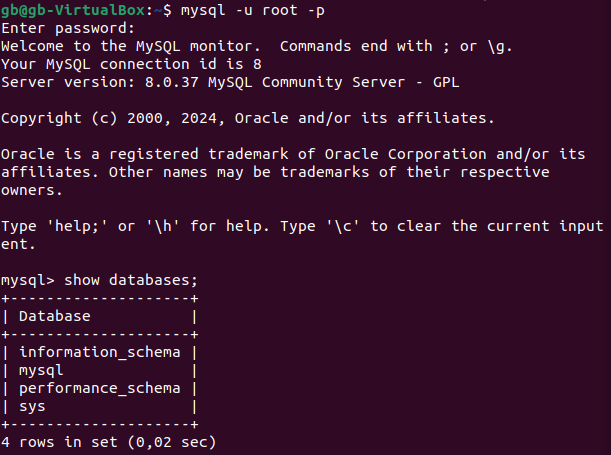 gb@gb-VirtualBox:~$ mysql -u root -p
Enter password:
Welcome to the MySQL monitor.  Commands end with ; or \g.
Your MySQL connection id is 8
Server version: 8.0.37 MySQL Community Server - GPL

Copyright (c) 2000, 2024, Oracle and/or its affiliates.

Oracle is a registered trademark of Oracle Corporation and/or its
affiliates. Other names may be trademarks of their respective
owners.

Type 'help;' or '\h' for help. Type '\c' to clear the current input
ent.

mysql> show databases;
+--------------------+
| Database           |
+--------------------+
| information_schema |
| mysql              |
| performance_schema |
| sys                |
+--------------------+
4 rows in set (0,02 sec)